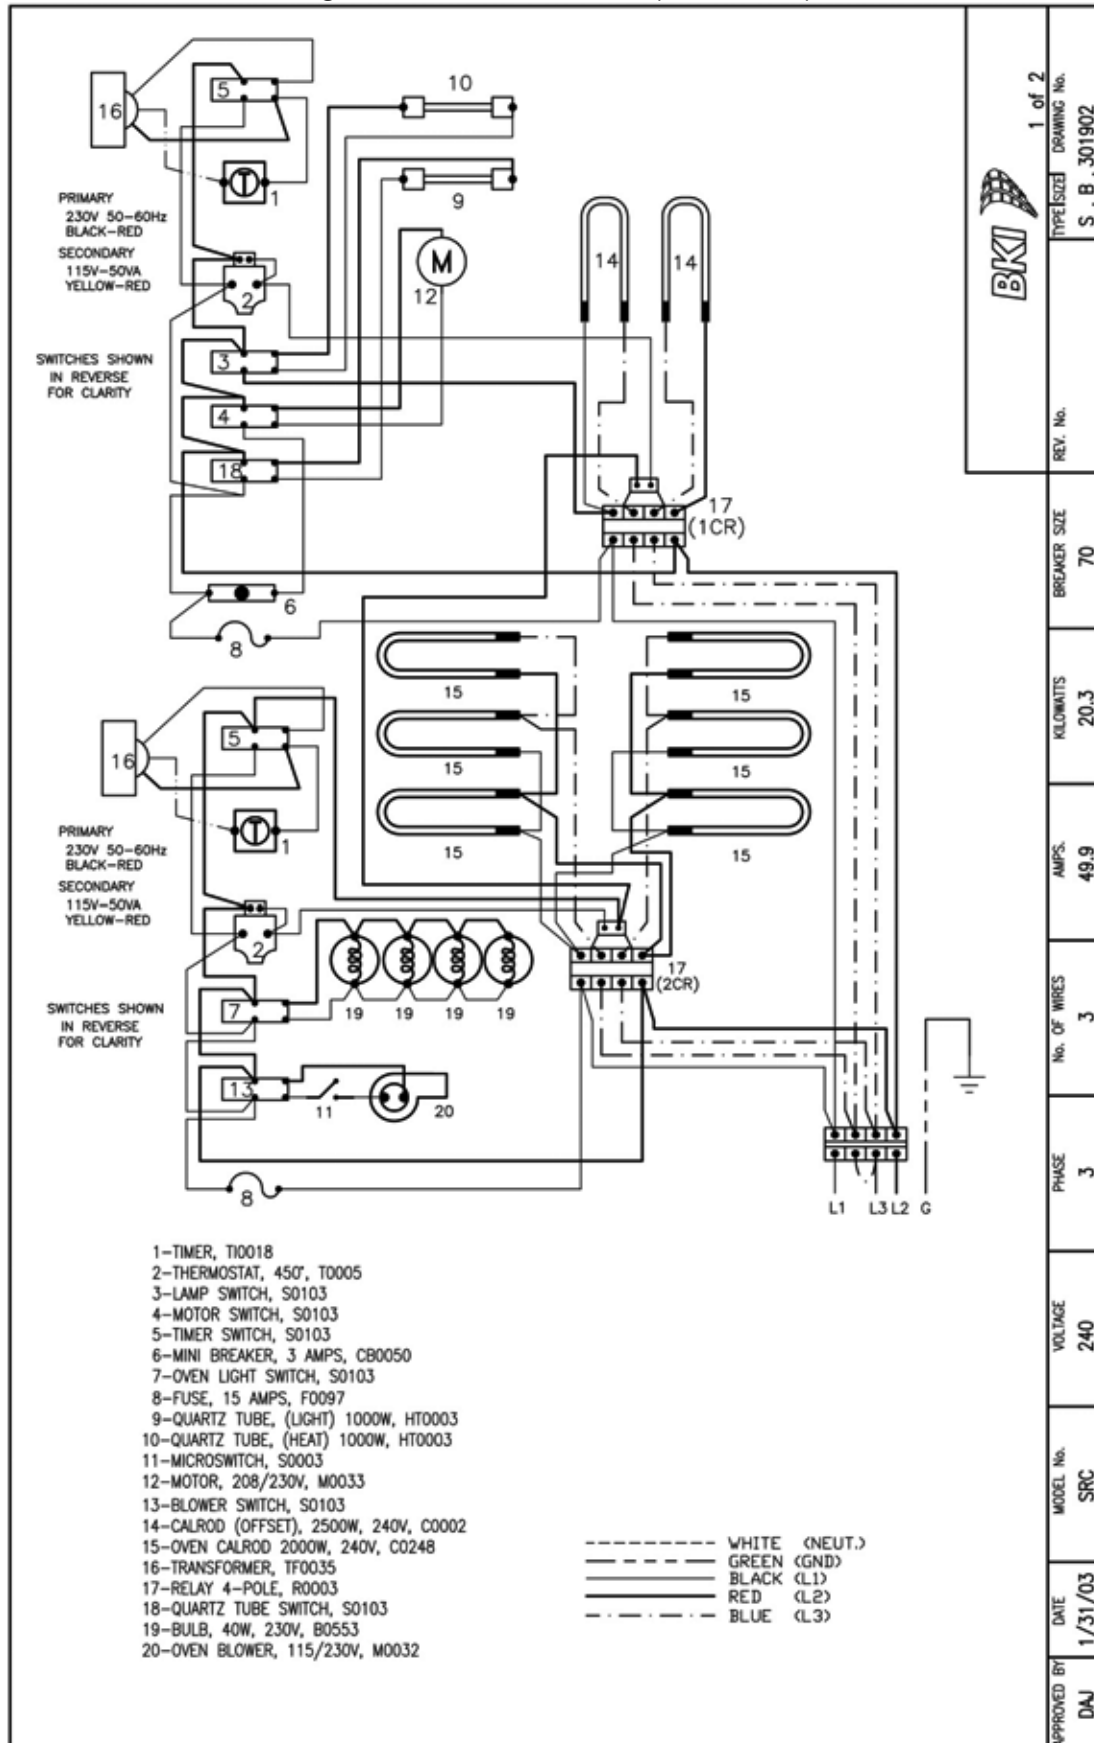 16
5
10
1
9
PRIMARY
230V 50-60Hz
BLACK-RED
SECONDARY
115V-50VA
YELLOW-RED
2
M
12
14
14
SWITCHES SHOWN
IN REVERSE
FOR CLARITY
3
4
18
17
(1CR)
6
8
15
15
15
15
15
15
16
5
1
PRIMARY
230V 50-60Hz
BLACK-RED
SECONDARY
115V-50VA
YELLOW-RED
2
17
(2CR)
SWITCHES SHOWN
IN REVERSE
FOR CLARITY
7
19
19
19
19
13
11
20
8
L1
L3
L2
G
1-TIMER, TI0018
2-THERMOSTAT, 450°, T0005
3-LAMP SWITCH, S0103
4-MOTOR SWITCH, S0103
5-TIMER SWITCH, S0103
6-MINI BREAKER, 3 AMPS, CB0050
7-OVEN LIGHT SWITCH, S0103
8-FUSE, 15 AMPS, F0097
9-QUARTZ TUBE, (LIGHT) 1000W, HT0003
10-QUARTZ TUBE, (HEAT) 1000W, HT0003
11-MICROSWITCH, S0003
12-MOTOR, 208/230V, M0033
13-BLOWER SWITCH, S0103
14-CALROD (OFFSET), 2500W, 240V, C0002
15-OVEN CALROD 2000W, 240V, C0248
16-TRANSFORMER, TF0035
17-RELAY 4-POLE, R0003
18-QUARTZ TUBE SWITCH, S0103
19-BULB, 40W, 230V, B0553
20-OVEN BLOWER, 115/230V, M0032
WHITE (NEUT.)
GREEN (GND)
BLACK (L1)
RED (L2)
BLUE (L3)
APPROVED BY
DAJ
DATE
1/31/03
MODEL No.
SRC
VOLTAGE
240
PHASE
3
No. OF WIRES
3
AMPS.
49.9
KILOWATTS
20.3
BREAKER SIZE
70
REV. No.
BKI
1 of 2
TYPE SIZE DRAWING No.
S . B . 301902